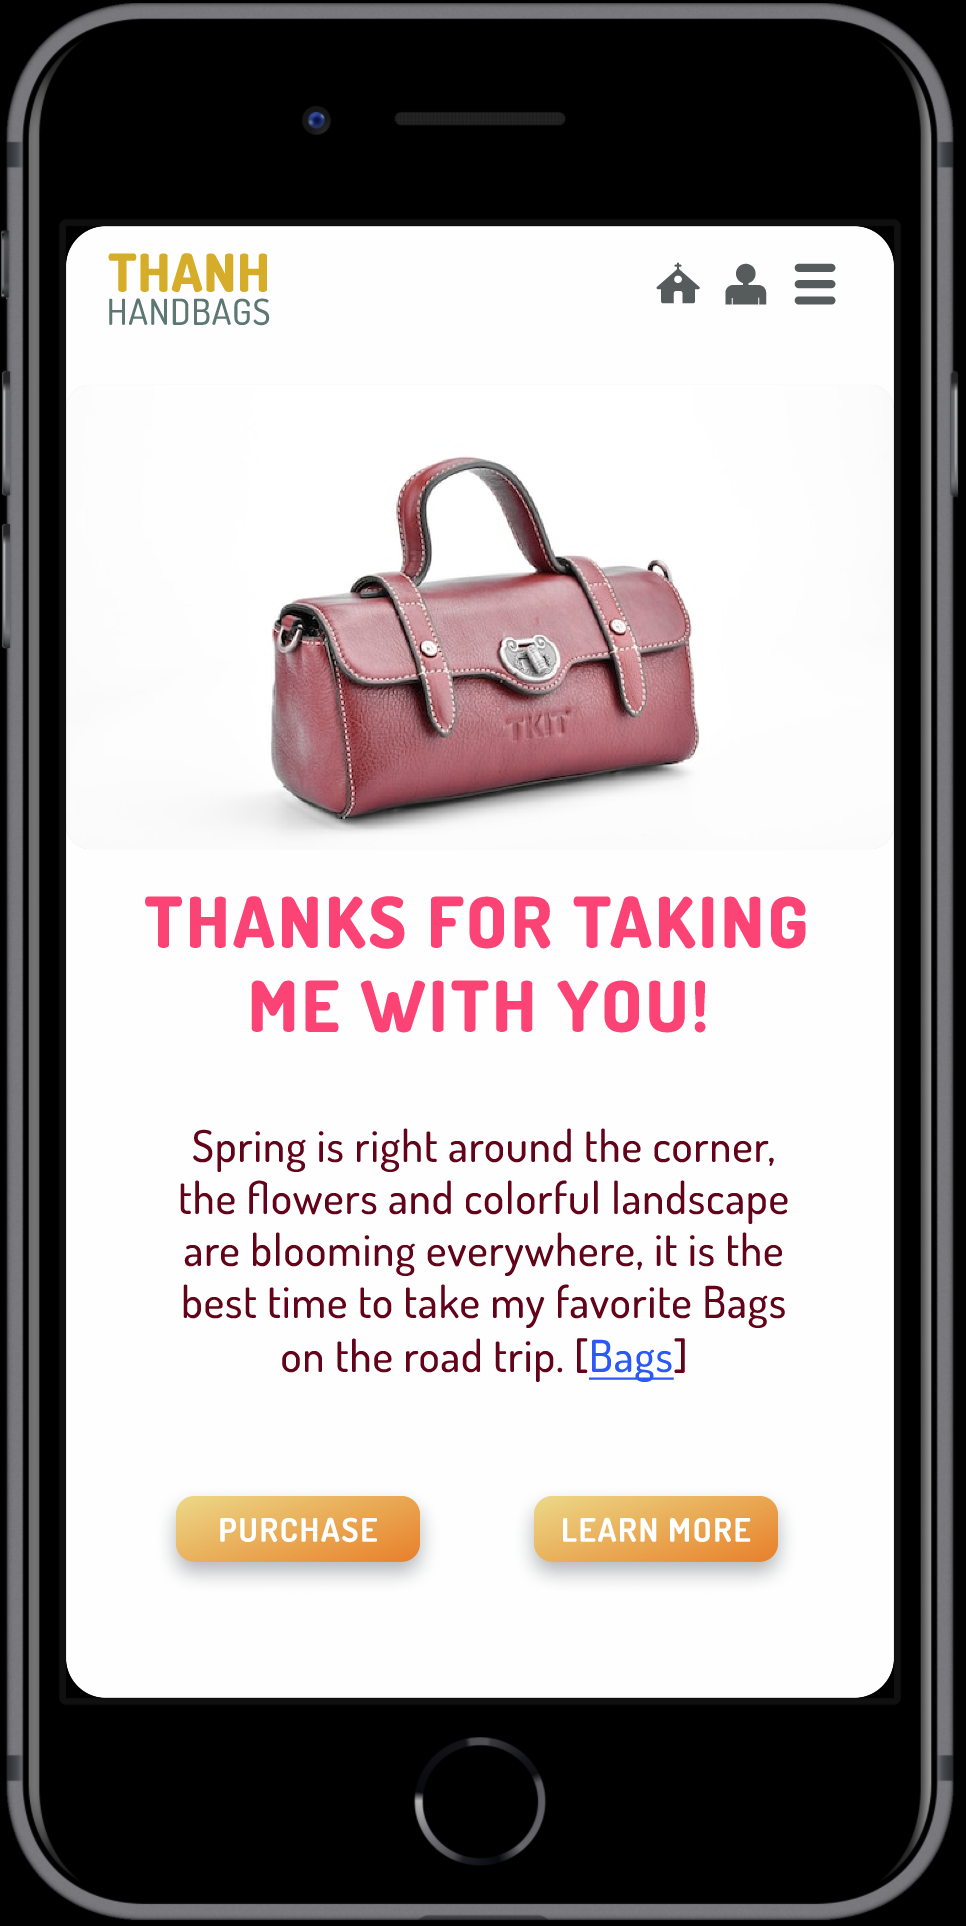 THANH
HANDBAGS
TKIT
THANKS FOR TAKING
ME WITH YOU!
Spring is right around the corner,
the flowers and colorful landscape
are blooming everywhere, it is the
best time to take my favorite Bags
on the road trip. [Bags]
PURCHASE
LEARN MORE